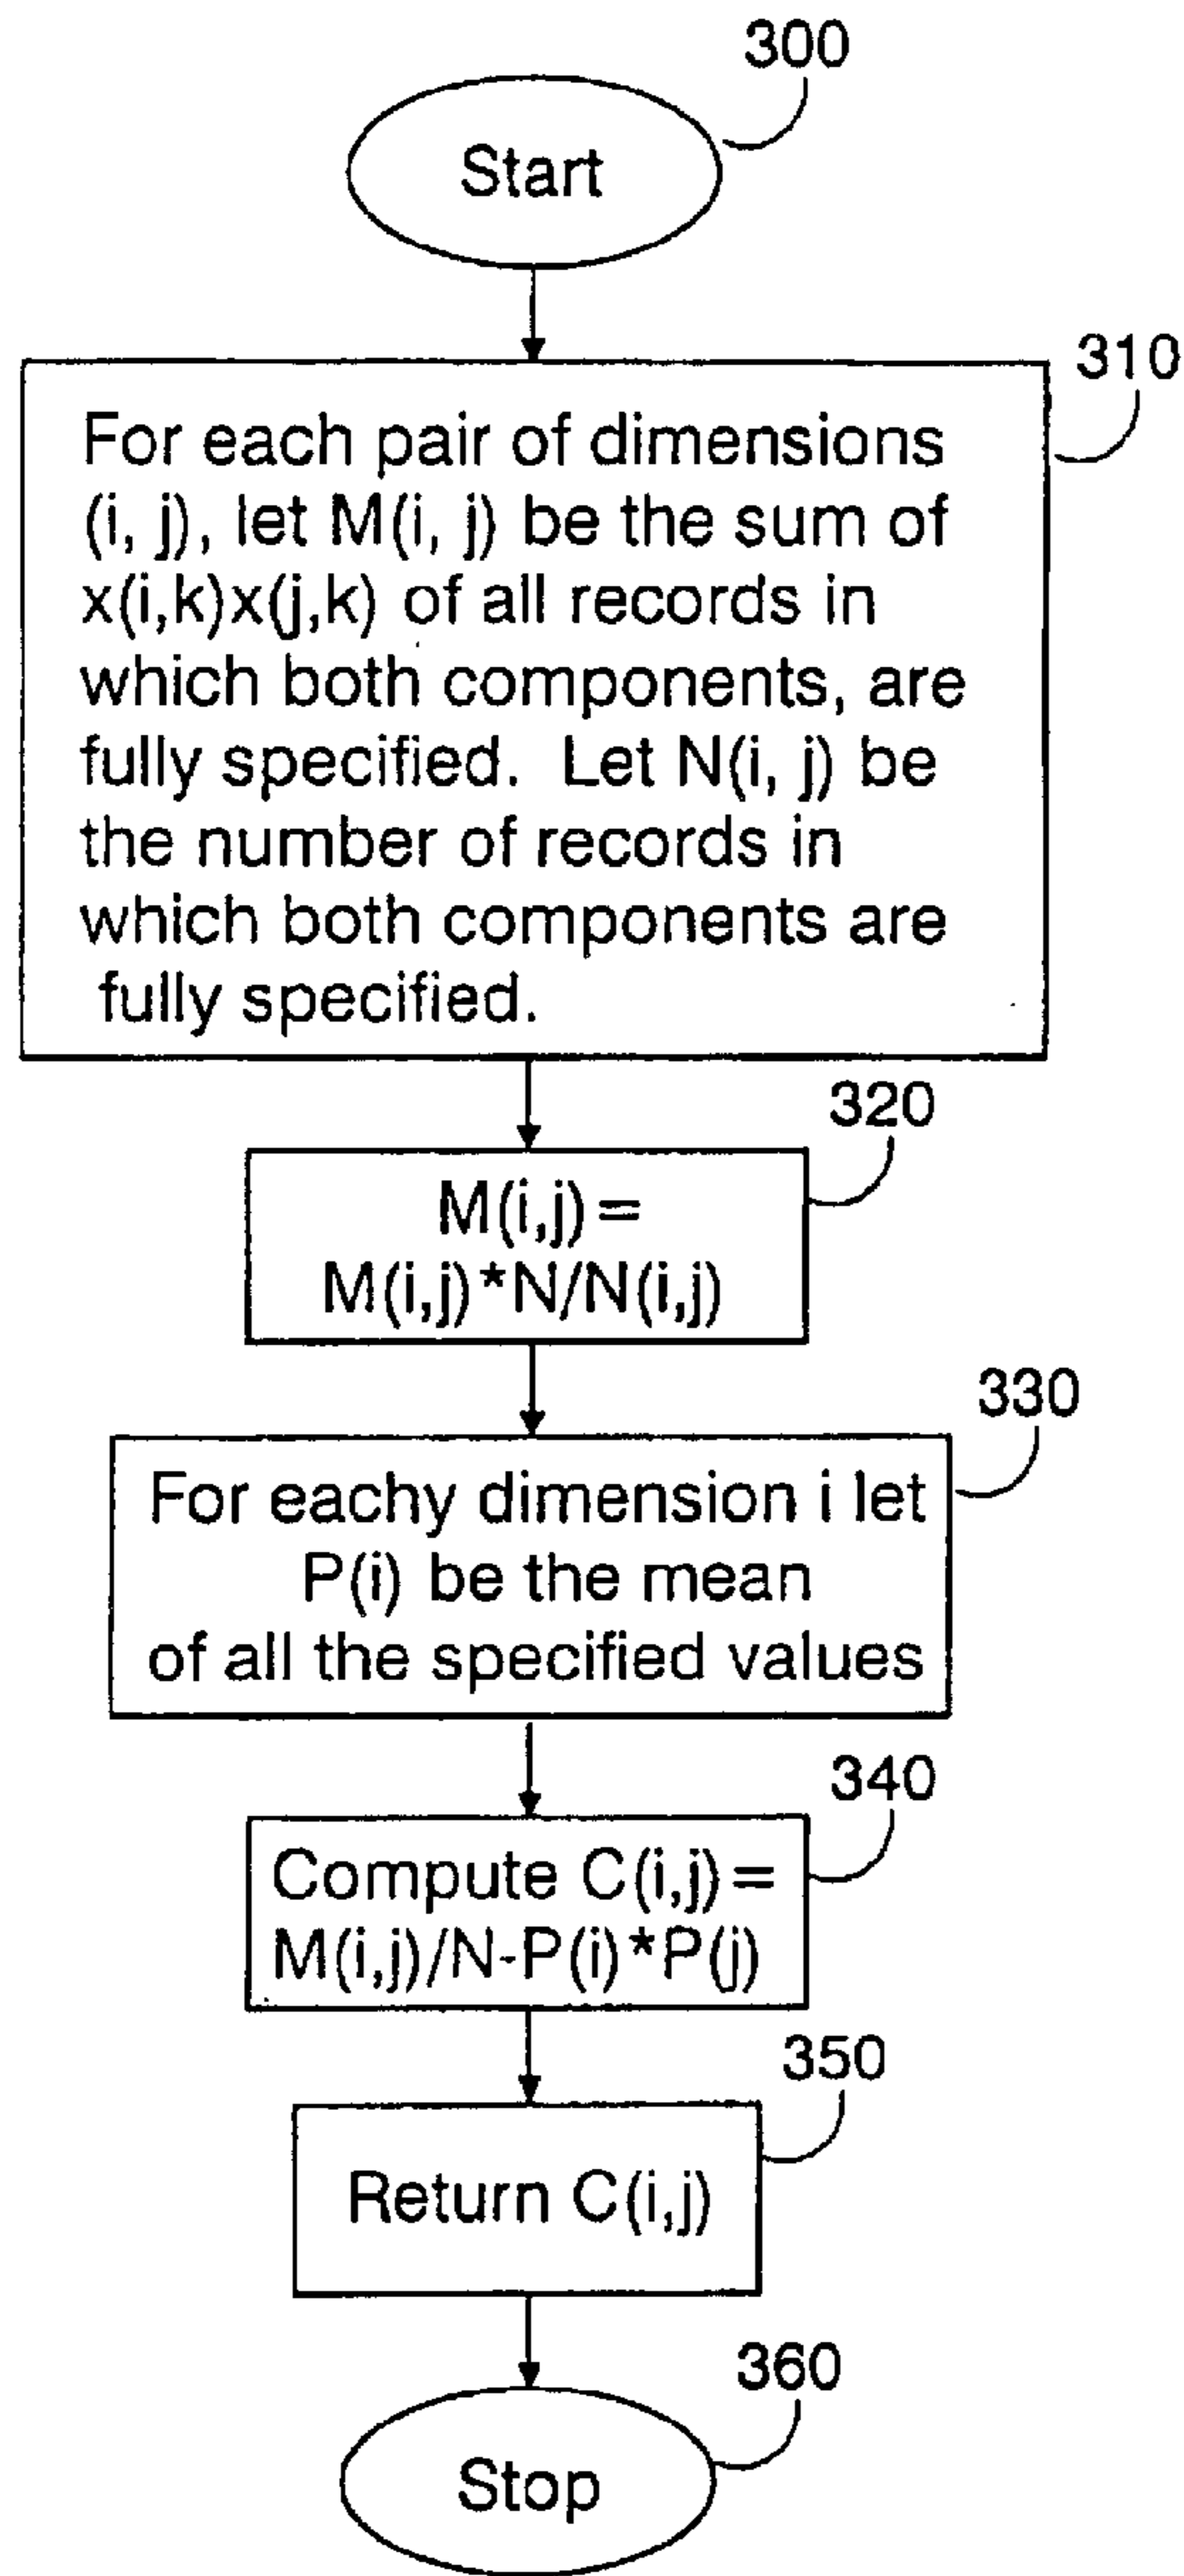 300
Start
310
For each pair of dimensions
(i, j), let M(i, j) be the sum of
x(i,k)x(j,k) of all records in
which both components, are
fully specified. Let N(i, j) be
the number of records in
which both components are
fully specified.
320
M(i,j)=
M(i,j)*N/N(i,j)
330
For eachy dimension i let
P(i) be the mean
of all the specified values
340
Compute C(i,j)=
M(i,j)/N-P(i)*P(j)
350
Return C(i,j)
360
Stop